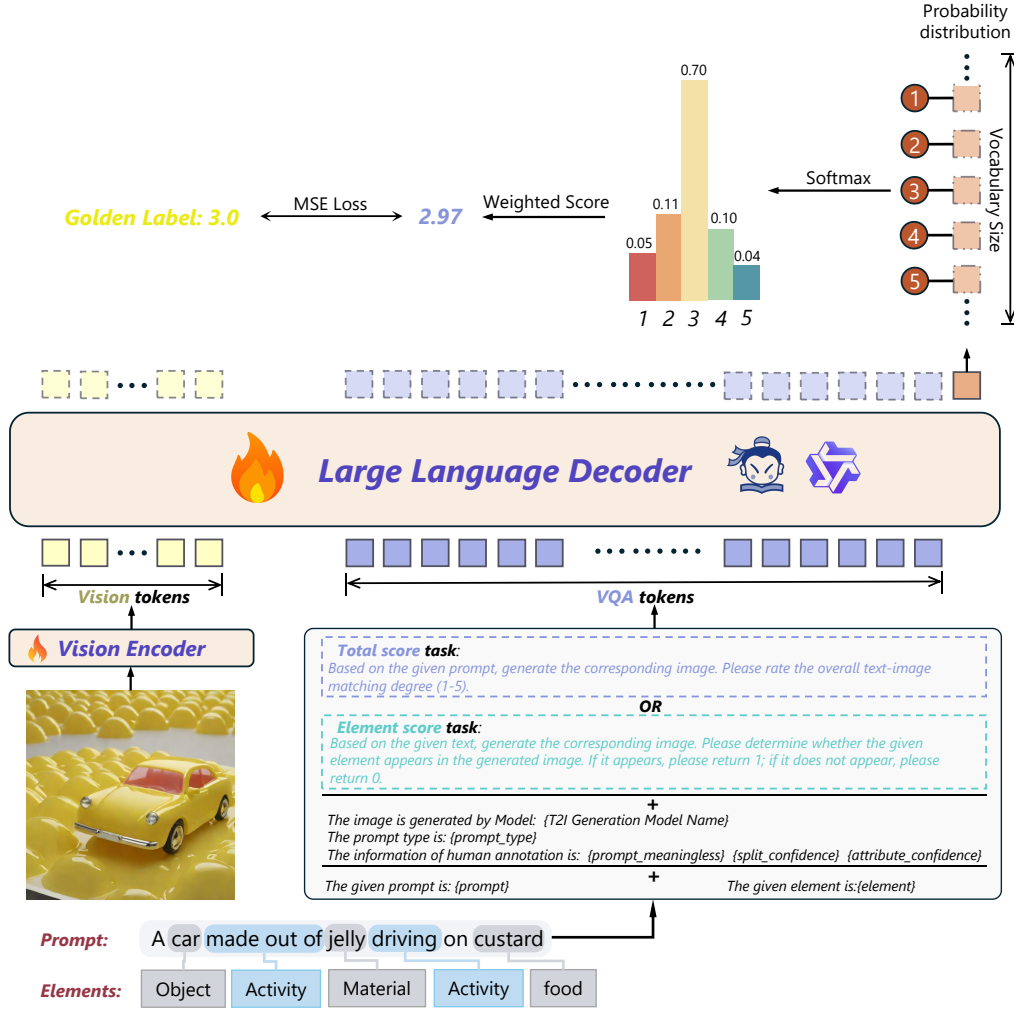 Probability
distribution
0.70
1
2
Vocabulary Size
Softmax
3
0.11
Weighted Score
MSE Loss
Golden Label: 3.0
2.97
0.10
4
0.05
0.04
5
1 2 3 4 5
Large Language Decoder
Vision tokens
VQA tokens
Vision Encoder
Total score task:
Based on the given prompt, generate the corresponding image. Please rate the overall text-image
matching degree (1-5).
OR
Element score task:
Based on the given text, generate the corresponding image. Please determine whether the given
element appears in the generated image. If it appears, please return 1; if it does not appear, please
return 0.
+
The image is generated by Model: {T2I Generation Model Name}
The prompt type is: {prompt_type}
The information of human annotation is: {prompt_meaningless} {split_confidence} {attribute_confidence}
+
The given prompt is: {prompt} The given element is:{element}
Prompt: A car made out of jelly driving on custard
Elements: Object Activity Material Activity food